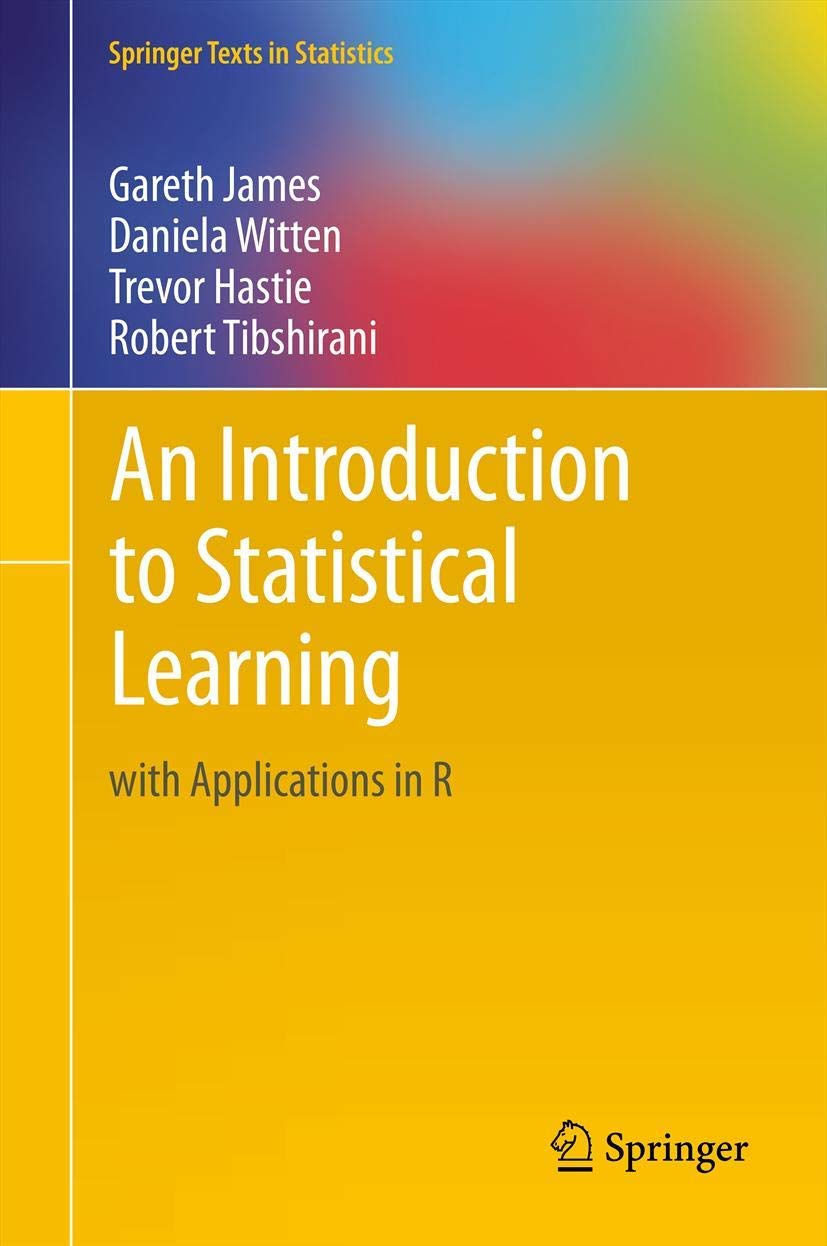 Springer Texts in Statistics
Gareth James
Daniela Witten
Trevor Hastie
Robert Tibshirani
An Introduction
to Statistical
Learning
with Applications in R
Springer